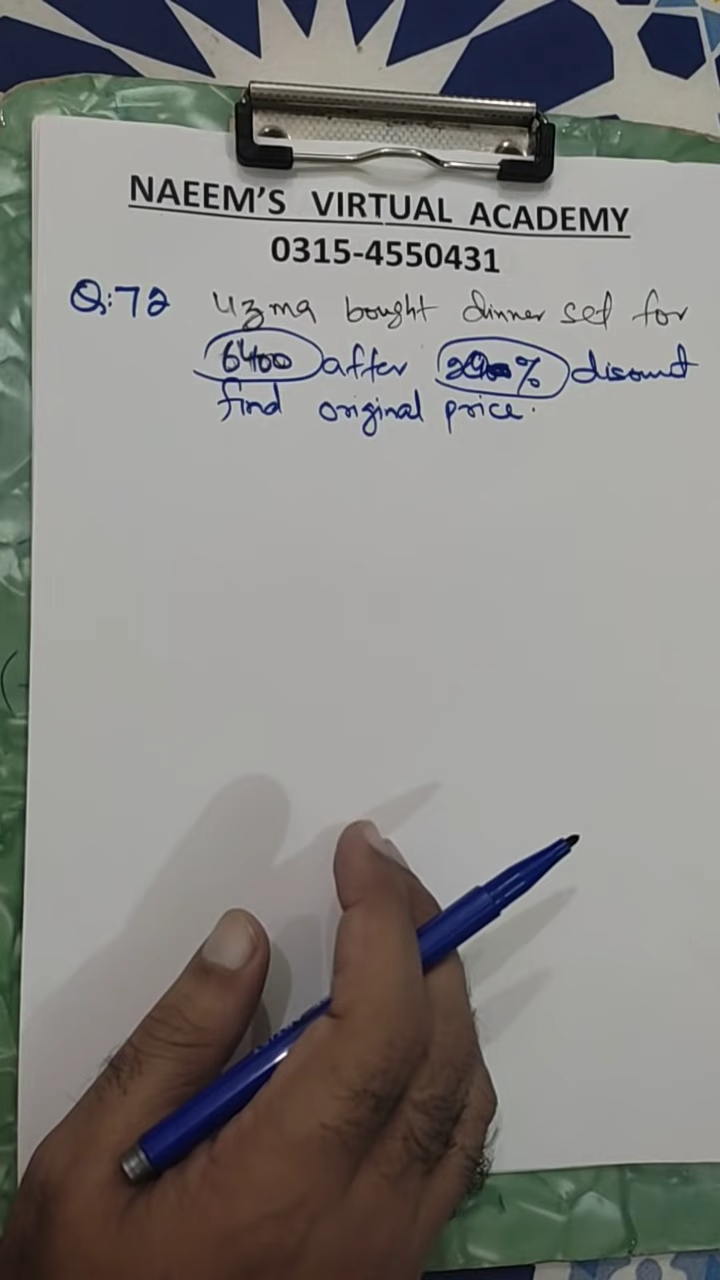 NAEEM'S VIRTUAL ACADEMY
0315-4550431
Q:72 Uzma bought dinner set for
6400 after % discount
find original price.